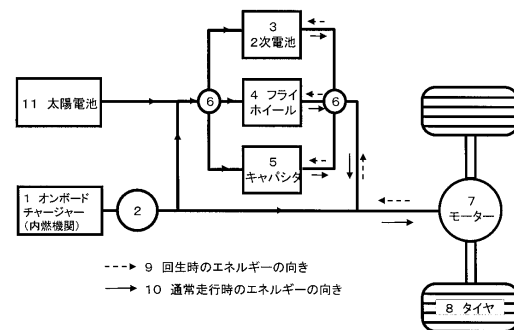 3
2次電池
4 フライ
ホイール
5
キャパシタ
6
6
11 太陽電池
1 オンボード
チャージャー
(内燃機関)
2
7
モーター
8 タイヤ
9 回生時のエネルギーの向き
10 通常走行時のエネルギーの向き